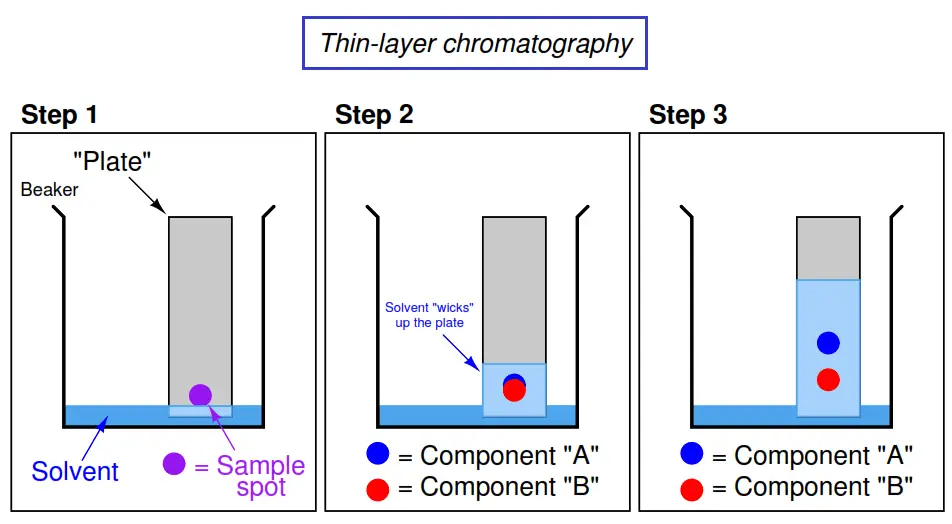 Thin-layer chromatography
Step 1
"Plate"
Beaker
Solvent
= Sample
spot
Step 2
Solvent "wicks"
up the plate
= Component "A"
= Component "B"
Step 3
= Component "A"
= Component "B"